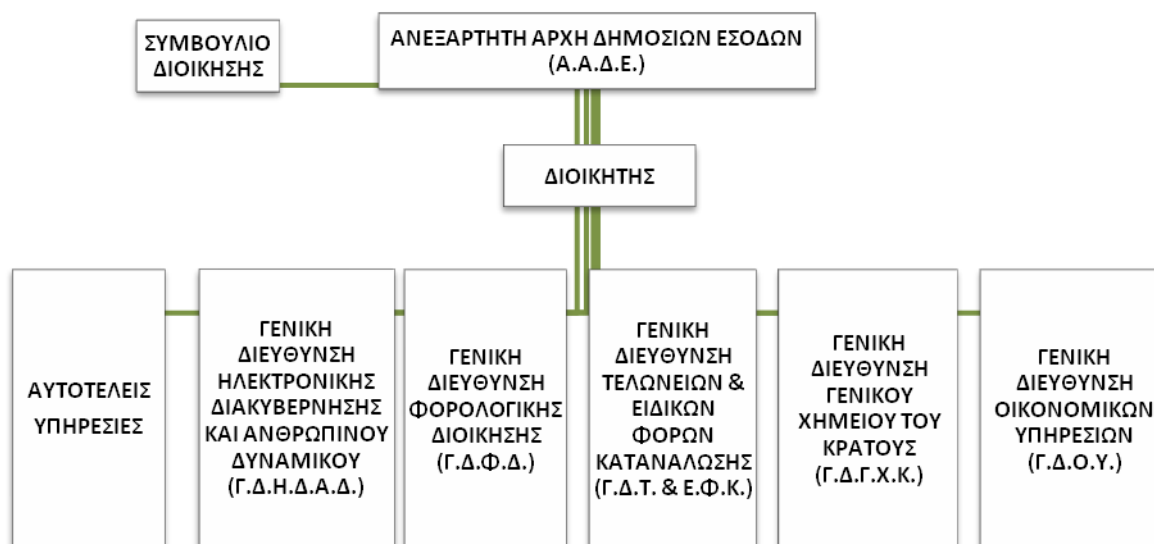 ΣΥΜΒΟΥΛΙΟ
ΔΙΟΙΚΗΣΗΣ
ΑΝΕΞΑΡΤΗΤΗ ΑΡΧΗ ΔΗΜΟΣΙΩΝ ΕΣΟΔΩΝ
(Α.Α.Δ.Ε.)
ΔΙΟΙΚΗΤΗΣ
ΑΥΤΟΤΕΛΕΙΣ
ΥΠΗΡΕΣΙΕΣ
ΓΕΝΙΚΗ
ΔΙΕΥΘΥΝΣΗ
ΗΛΕΚΤΡΟΝΙΚΗΣ
ΔΙΑΚΥΒΕΡΝΗΣΗΣ
ΚΑΙ ΑΝΘΡΩΠΙΝΟΥ
ΔΥΝΑΜΙΚΟΥ
(Γ.Δ.Η.Δ.Α.Δ.)
ΓΕΝΙΚΗ
ΔΙΕΥΘΥΝΣΗ
ΦΟΡΟΛΟΓΙΚΗΣ
ΔΙΟΙΚΗΣΗΣ
(Γ.Δ.Φ.Δ.)
ΓΕΝΙΚΗ
ΔΙΕΥΘΥΝΣΗ
ΤΕΛΩΝΕΙΩΝ &
ΕΙΔΙΚΩΝ
ΦΟΡΩΝ
ΚΑΤΑΝΑΛΩΣΗΣ
(Γ.Δ.Τ. & Ε.Φ.Κ.)
ΓΕΝΙΚΗ
ΔΙΕΥΘΥΝΣΗ
ΓΕΝΙΚΟΥ
ΧΗΜΕΙΟΥ ΤΟΥ
ΚΡΑΤΟΥΣ
(Γ.Δ.Γ.Χ.Κ.)
ΓΕΝΙΚΗ
ΔΙΕΥΘΥΝΣΗ
ΟΙΚΟΝΟΜΙΚΩΝ
ΥΠΗΡΕΣΙΩΝ
(Γ.Δ.Ο.Υ.)